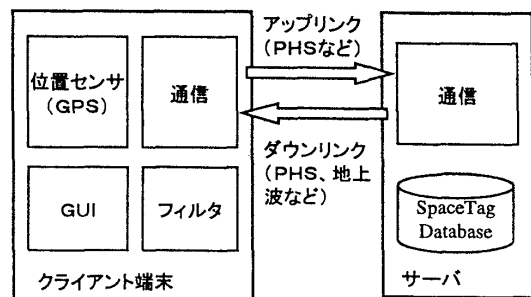 位置センサ
(GPS)
通信
GUI
フィルタ
クライアント端末
アップリンク
(PHSなど)
ダウンリンク
(PHS、地上
波など)
通信
SpaceTag
Database
サーバ